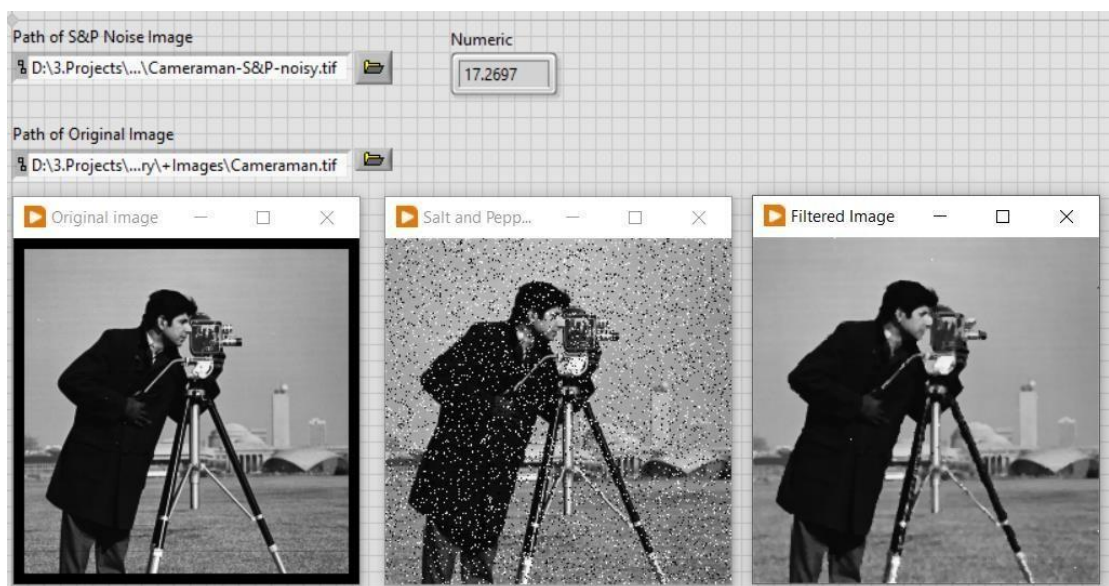 Path of S&P Noise Image
D:\3.Projects\...\Cameraman-S&P-noisy.tif
Numeric
17.2697
Path of Original Image
D:\3.Projects\...ry\+Images\Cameraman.tif
Original image
Salt and Pepp...
Filtered Image